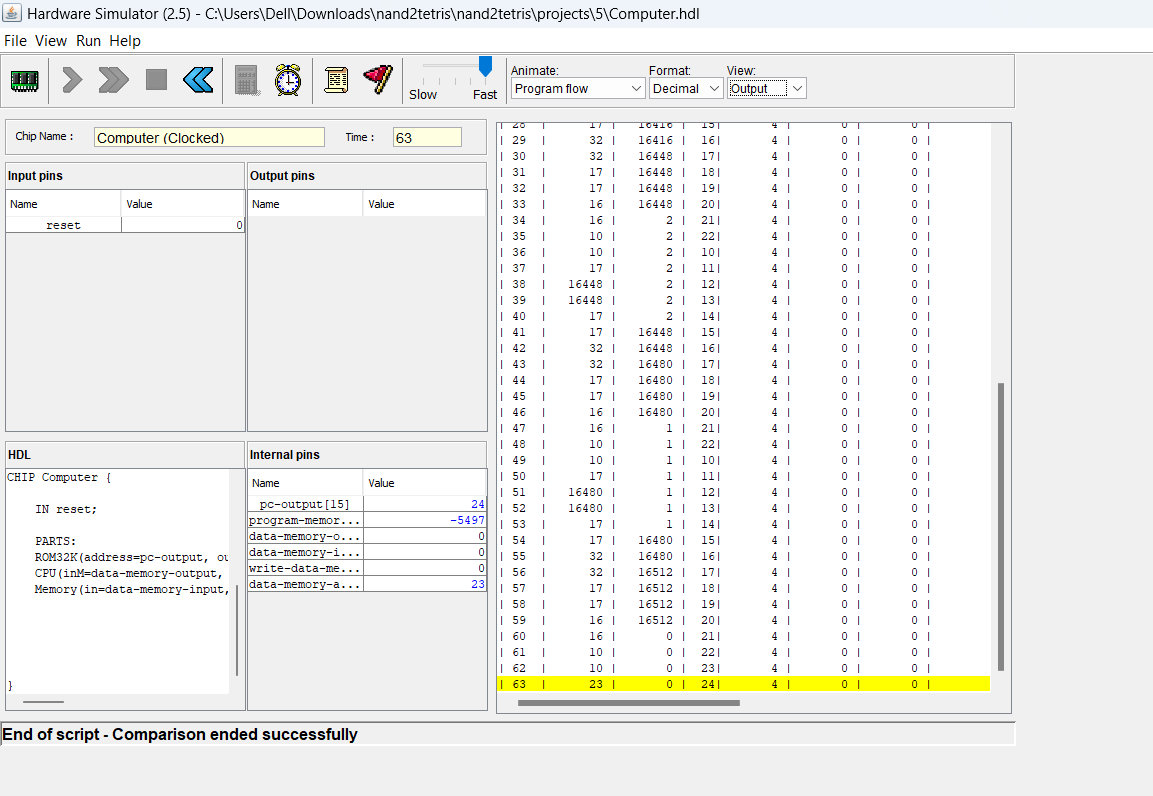 Hardware Simulator (2.5) - C:\Users\Dell\Downloads\nand2tetris\nand2tetris\projects\5\Computer.hdl
File View Run Help
Slow Fast
Animate: Format: View:
Program flow Decimal Output
Chip Name : Computer (Clocked) Time : 63
Input pins
Name Value
reset 0
Output pins
Name Value
HDL
CHIP Computer {
IN reset;
PARTS:
ROM32K(address=pc-output, ou
CPU(inM=data-memory-output,
Memory(in=data-memory-input,
}
Internal pins
Name Value
pc-output[15] 24
program-memor... -5497
data-memory-o... 0
data-memory-i... 0
write-data-me... 0
data-memory-a... 23
| 28 | 17 | 16416 | 15| 4 | 0 | 0 |
| 29 | 32 | 16416 | 16| 4 | 0 | 0 |
| 30 | 32 | 16448 | 17| 4 | 0 | 0 |
| 31 | 17 | 16448 | 18| 4 | 0 | 0 |
| 32 | 17 | 16448 | 19| 4 | 0 | 0 |
| 33 | 16 | 16448 | 20| 4 | 0 | 0 |
| 34 | 16 | 2 | 21| 4 | 0 | 0 |
| 35 | 10 | 2 | 22| 4 | 0 | 0 |
| 36 | 10 | 2 | 10| 4 | 0 | 0 |
| 37 | 17 | 2 | 11| 4 | 0 | 0 |
| 38 | 16448 | 2 | 12| 4 | 0 | 0 |
| 39 | 16448 | 2 | 13| 4 | 0 | 0 |
| 40 | 17 | 2 | 14| 4 | 0 | 0 |
| 41 | 17 | 16448 | 15| 4 | 0 | 0 |
| 42 | 32 | 16448 | 16| 4 | 0 | 0 |
| 43 | 32 | 16480 | 17| 4 | 0 | 0 |
| 44 | 17 | 16480 | 18| 4 | 0 | 0 |
| 45 | 17 | 16480 | 19| 4 | 0 | 0 |
| 46 | 16 | 16480 | 20| 4 | 0 | 0 |
| 47 | 16 | 1 | 21| 4 | 0 | 0 |
| 48 | 10 | 1 | 22| 4 | 0 | 0 |
| 49 | 10 | 1 | 10| 4 | 0 | 0 |
| 50 | 17 | 1 | 11| 4 | 0 | 0 |
| 51 | 16480 | 1 | 12| 4 | 0 | 0 |
| 52 | 16480 | 1 | 13| 4 | 0 | 0 |
| 53 | 17 | 1 | 14| 4 | 0 | 0 |
| 54 | 17 | 16480 | 15| 4 | 0 | 0 |
| 55 | 32 | 16480 | 16| 4 | 0 | 0 |
| 56 | 32 | 16512 | 17| 4 | 0 | 0 |
| 57 | 17 | 16512 | 18| 4 | 0 | 0 |
| 58 | 17 | 16512 | 19| 4 | 0 | 0 |
| 59 | 16 | 16512 | 20| 4 | 0 | 0 |
| 60 | 16 | 0 | 21| 4 | 0 | 0 |
| 61 | 10 | 0 | 22| 4 | 0 | 0 |
| 62 | 10 | 0 | 23| 4 | 0 | 0 |
| 63 | 23 | 0 | 24| 4 | 0 | 0 |
End of script - Comparison ended successfully